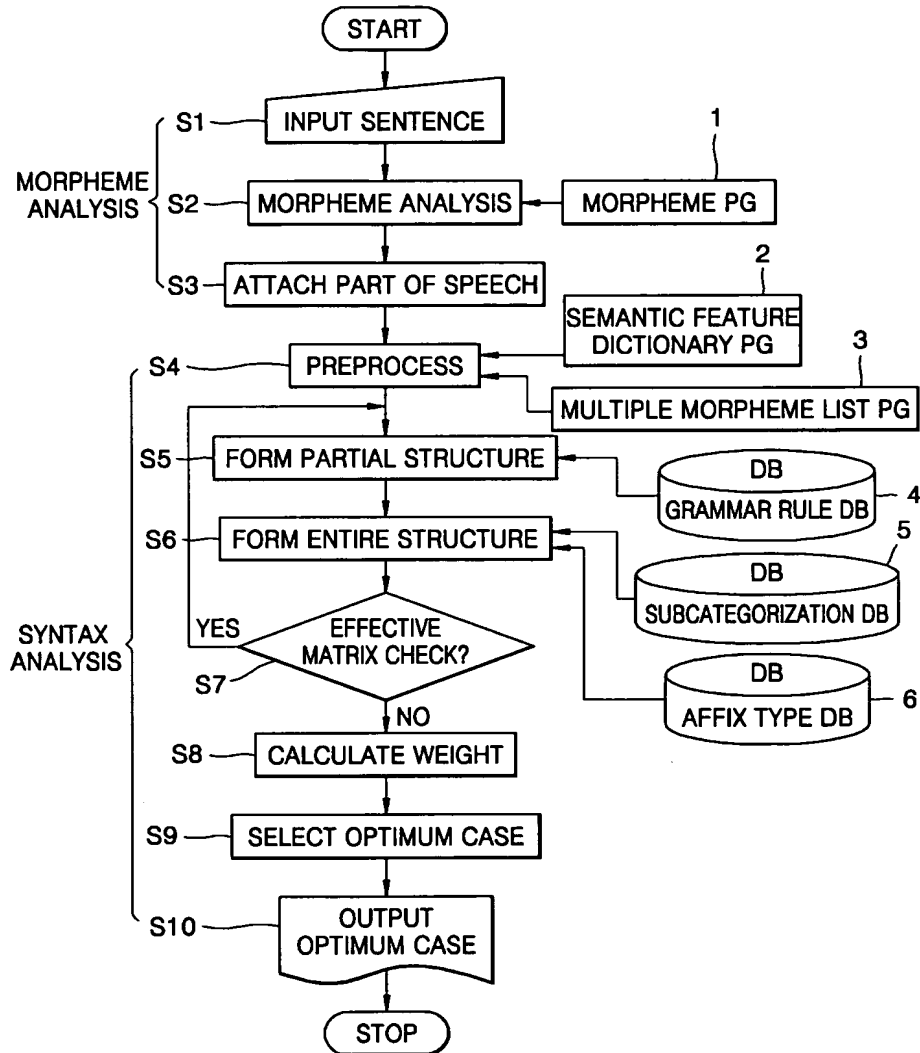 START
S1
INPUT SENTENCE
1
MORPHEME
ANALYSIS
S2
MORPHEME ANALYSIS
MORPHEME PG
S3
ATTACH PART OF SPEECH
2
SEMANTIC FEATURE
DICTIONARY PG
S4
PREPROCESS
3
MULTIPLE MORPHEME LIST PG
S5
FORM PARTIAL STRUCTURE
DB
GRAMMAR RULE DB
4
S6
FORM ENTIRE STRUCTURE
5
DB
SUBCATEGORIZATION DB
SYNTAX
ANALYSIS
YES
EFFECTIVE
MATRIX CHECK?
S7
DB
AFFIX TYPE DB
6
NO
S8
CALCULATE WEIGHT
S9
SELECT OPTIMUM CASE
S10
OUTPUT
OPTIMUM CASE
STOP